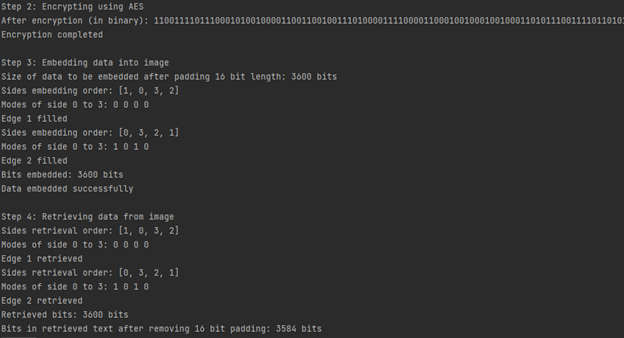 Step 2: Encrypting using AES
After encryption (in binary):
Encryption completed
Step 3: Embedding data into image
Size of data to be embedded after padding 16 bit length: 3600 bits
Sides embedding order: [1, 0, 3, 2]
Modes of side 0 to 3: 0 0 0 0
Edge 1 filled
Sides embedding order: [0, 3, 2, 1]
Modes of side 0 to 3: 1 0 1 0
Edge 2 filled
Bits embedded: 3600 bits
Data embedded successfully
Step 4: Retrieving data from image
Sides retrieval order: [1, 0, 3, 2]
Modes of side 0 to 3: 0 0 0 0
Edge 1 retrieved
Sides retrieval order: [0, 3, 2, 1]
Modes of side 0 to 3: 1 0 1 0
Edge 2 retrieved
Retrieved bits: 3600 bits
Bits in retrieved text after removing 16 bit padding: 3584 bits